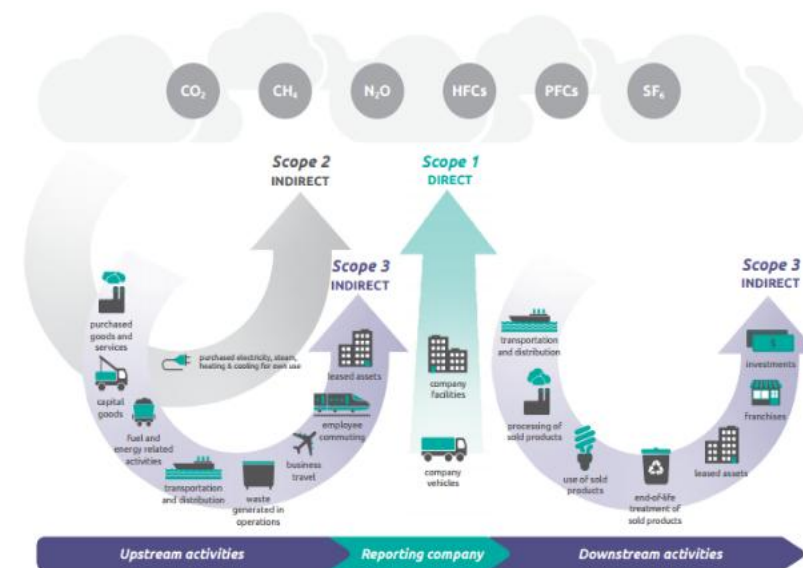 CO₂ CH₄ N₂O HFCs PFCs SF₆
Scope 2
INDIRECT
Scope 1
DIRECT
Scope 3
INDIRECT
Scope 3
INDIRECT
purchased
goods and
services
capital
goods
fuel and
energy related
activities
transportation
and distribution
waste
generated in
operations
business
travel
employee
commuting
leased assets
purchased electricity, steam,
heating & cooling for own use
company
facilities
company
vehicles
transportation
and distribution
processing of
sold products
use of sold
products
end-of-life
treatment of
sold products
leased assets
franchises
$
investments
Upstream activities
Reporting company
Downstream activities